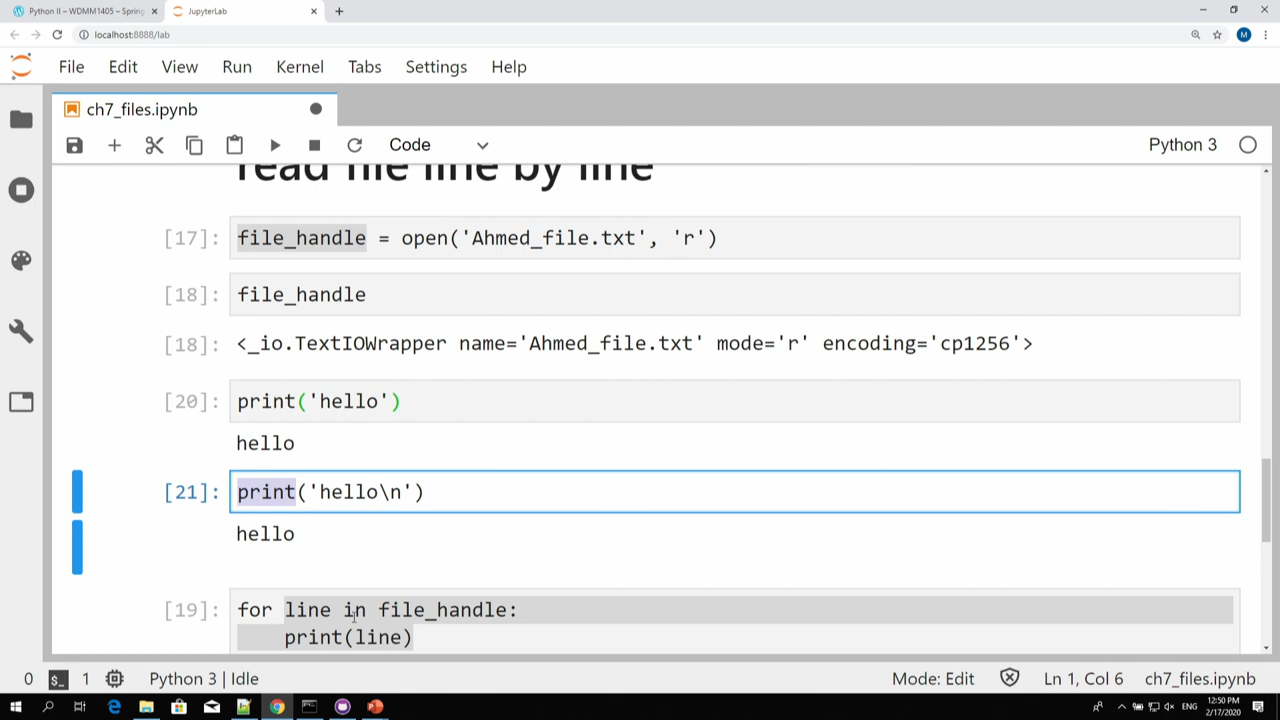 Python II – WDMM1405 – Spring
JupyterLab
localhost:8888/lab
M
File Edit View Run Kernel Tabs Settings Help
ch7_files.ipynb
Code
Python 3
read file line by line
[17]: file_handle = open('Ahmed_file.txt', 'r')
[18]: file_handle
[18]: <_io.TextIOWrapper name='Ahmed_file.txt' mode='r' encoding='cp1256'>
[20]: print('hello')
hello
[21]: print('hello\n')
hello
[19]: for line in file_handle:
print(line)
0 $_ 1 Python 3 | Idle Mode: Edit Ln 1, Col 6 ch7_files.ipynb
ENG
12:50 PM
2/17/2020